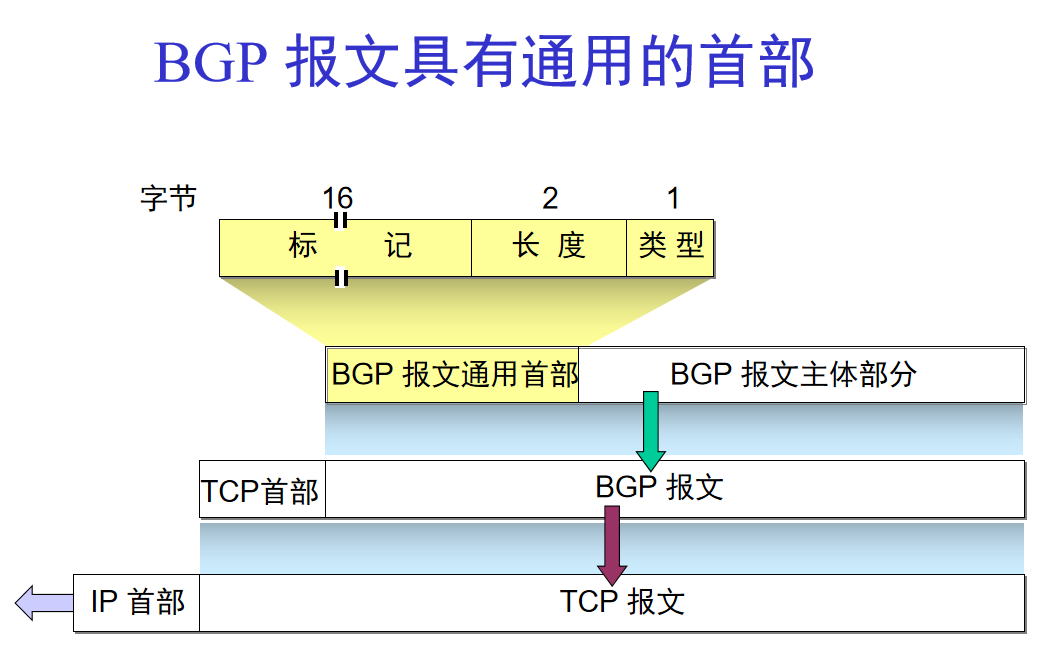 BGP 报文具有通用的首部
字节 16 2 1
标 记 长 度 类 型
BGP 报文通用首部 BGP 报文主体部分
TCP首部 BGP 报文
IP 首部 TCP 报文